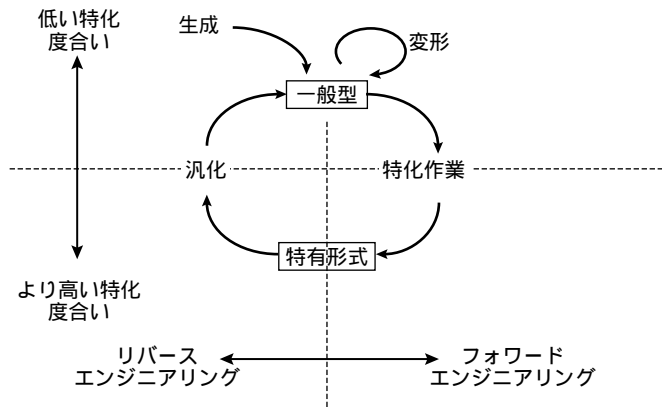 低い特化
度合い
生成
変形
一般型
汎化
特化作業
特有形式
より高い特化
度合い
リバース
エンジニアリング
フォワード
エンジニアリング